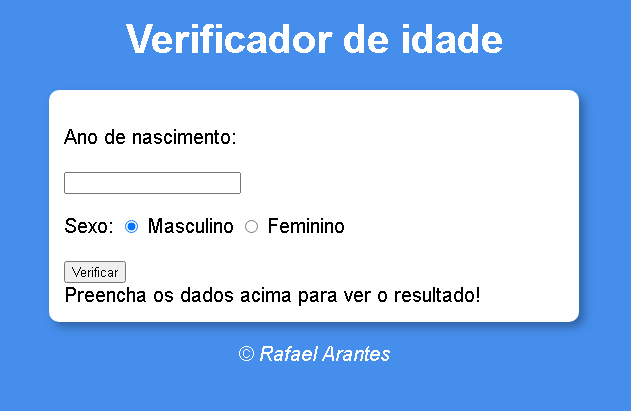 Verificador de idade
Ano de nascimento:
Sexo: Masculino Feminino
Verificar
Preencha os dados acima para ver o resultado!
© Rafael Arantes